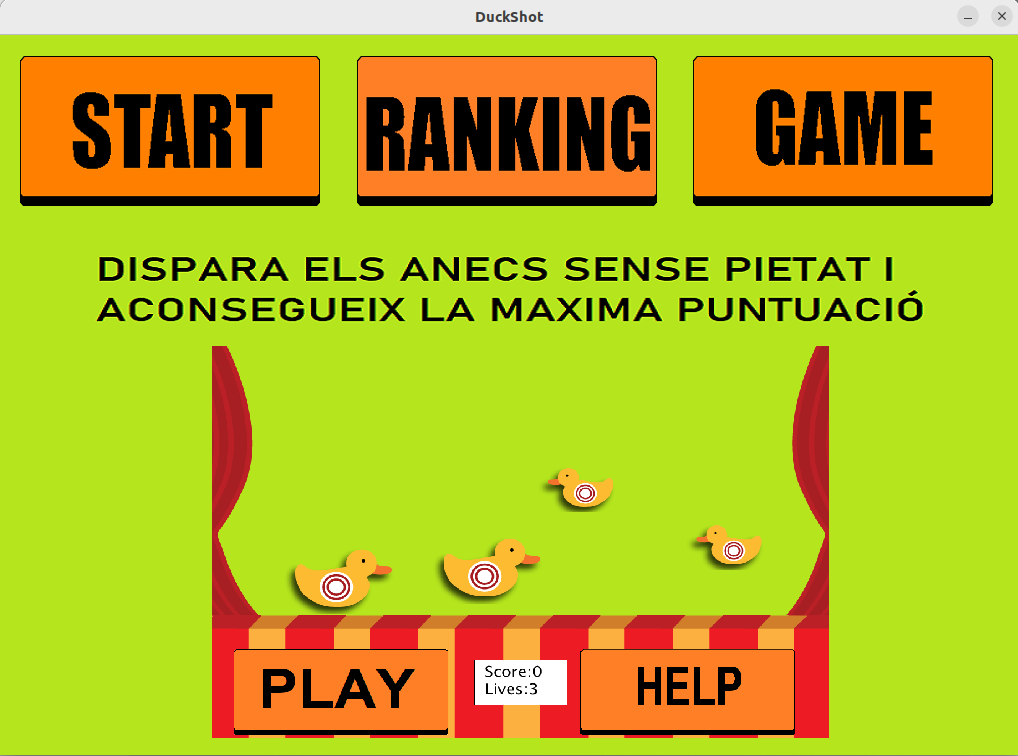 DuckShot
START RANKING GAME
DISPARA ELS ANECS SENSE PIETAT I
ACONSEGUEIX LA MAXIMA PUNTUACIÓ
PLAY
Score:0
Lives:3
HELP